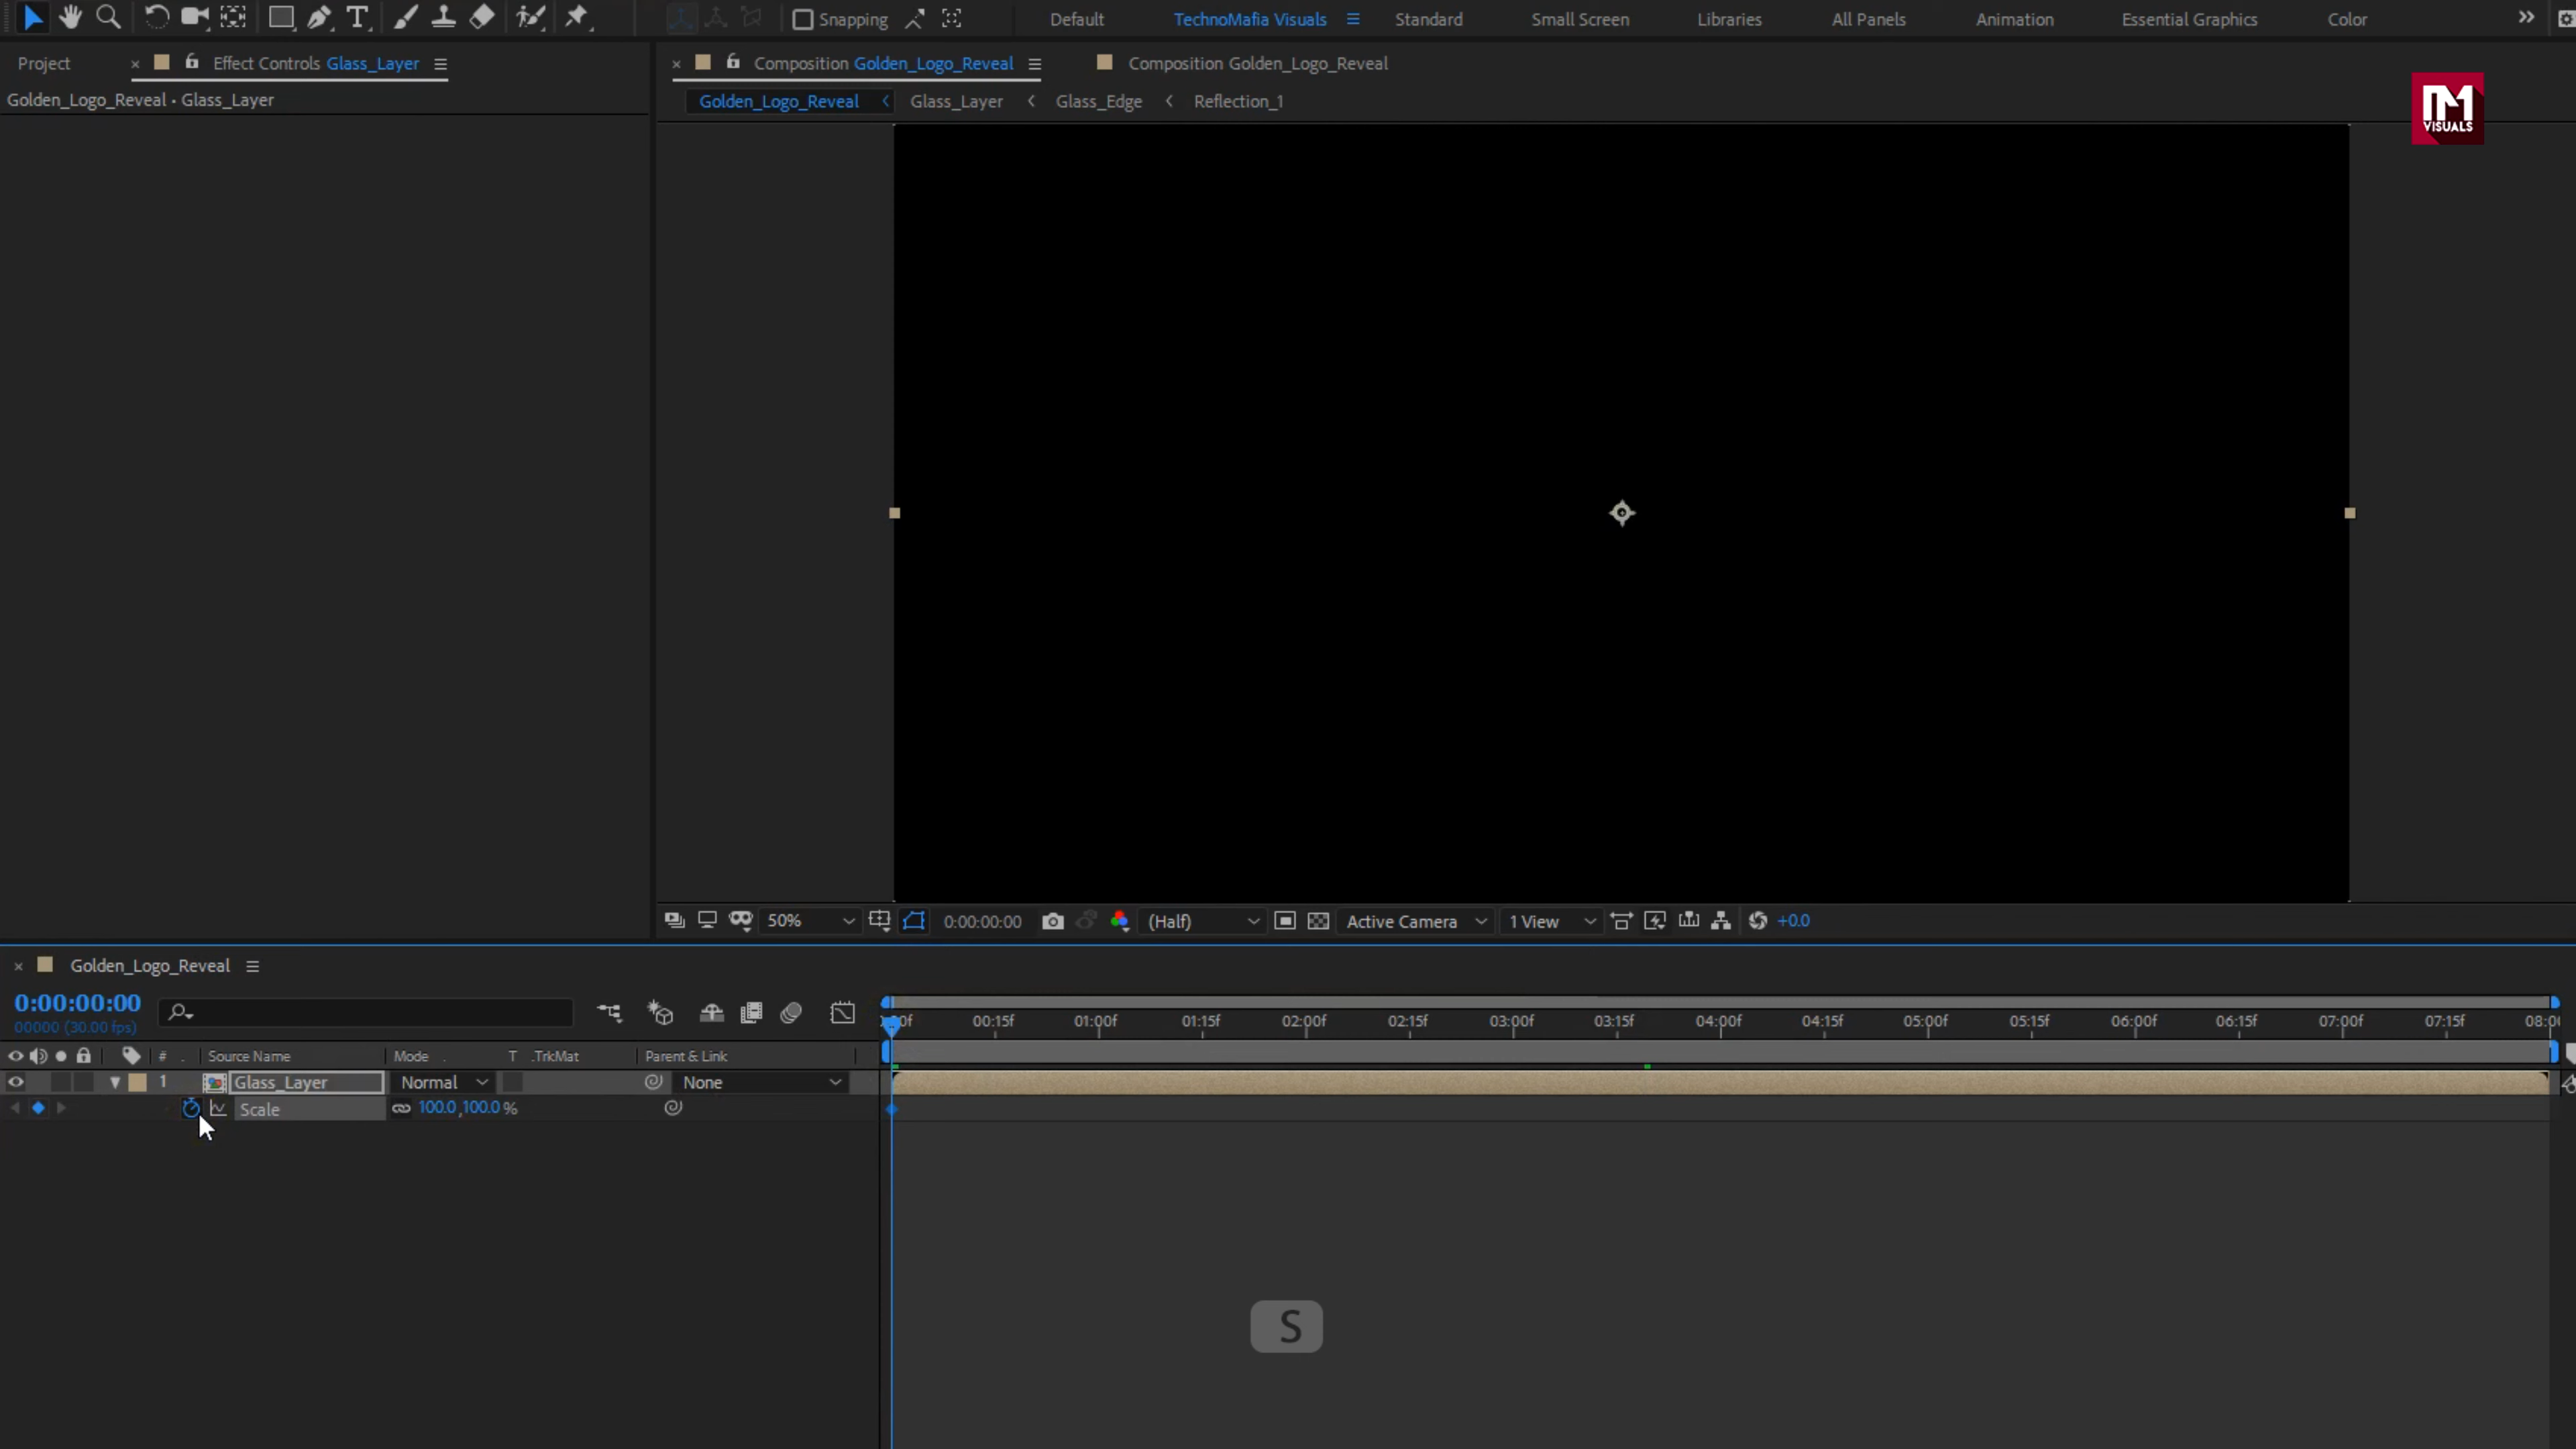 Snapping Default TechnoMafia Visuals Standard Small Screen Libraries All Panels Animation Essential Graphics Color
Project Effect Controls Glass_Layer
Composition Golden_Logo_Reveal Composition Golden_Logo_Reveal
Golden_Logo_Reveal • Glass_Layer
Golden_Logo_Reveal Glass_Layer Glass_Edge Reflection_1
VISUALS
50% 0:00:00:00 (Half) Active Camera 1 View +0.0
Golden_Logo_Reveal
0:00:00:00
00000 (30.00 fps)
00:15f 01:00f 01:15f 02:00f 02:15f 03:00f 03:15f 04:00f 04:15f 05:00f 05:15f 06:00f 06:15f 07:00f 07:15f
# Source Name Mode T .TrkMat Parent & Link
1 Glass_Layer Normal None
Scale 100.0,100.0 %
S